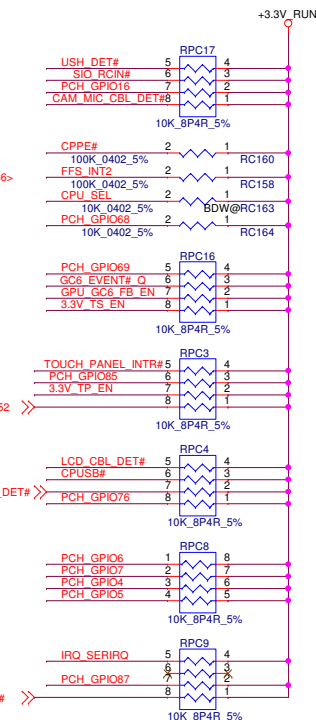 +3.3V_RUN
RPC17
USH_DET# 5 4
SIO_RCIN# 6 3
PCH_GPIO16 7 2
CAM_MIC_CBL_DET# 8 1
10K_8P4R_5%
CPPE# 2 1
100K_0402_5% RC160
FFS_INT2 2 1
100K_0402_5% RC158
CPU_SEL 2 1
10K_0402_5% BDW@RC163
PCH_GPIO68 2 1
10K_0402_5% RC164
6>
RPC16
PCH_GPIO69 5 4
GC6_EVENT#_Q 6 3
GPU_GC6_FB_EN 7 2
3.3V_TS_EN 8 1
10K_8P4R_5%
RPC3
TOUCH_PANEL_INTR# 5 4
PCH_GPIO85 6 3
3.3V_TP_EN 7 2
52 8 1
10K_8P4R_5%
RPC4
LCD_CBL_DET# 5 4
CPUSB# 6 3
_DET# 7 2
PCH_GPIO76 8 1
10K_8P4R_5%
RPC8
PCH_GPIO6 1 8
PCH_GPIO7 2 7
PCH_GPIO4 3 6
PCH_GPIO5 4 5
10K_8P4R_5%
RPC9
IRQ_SERIRQ 5 4
6 3
PCH_GPIO87 7 2
# 8 1
10K_8P4R_5%